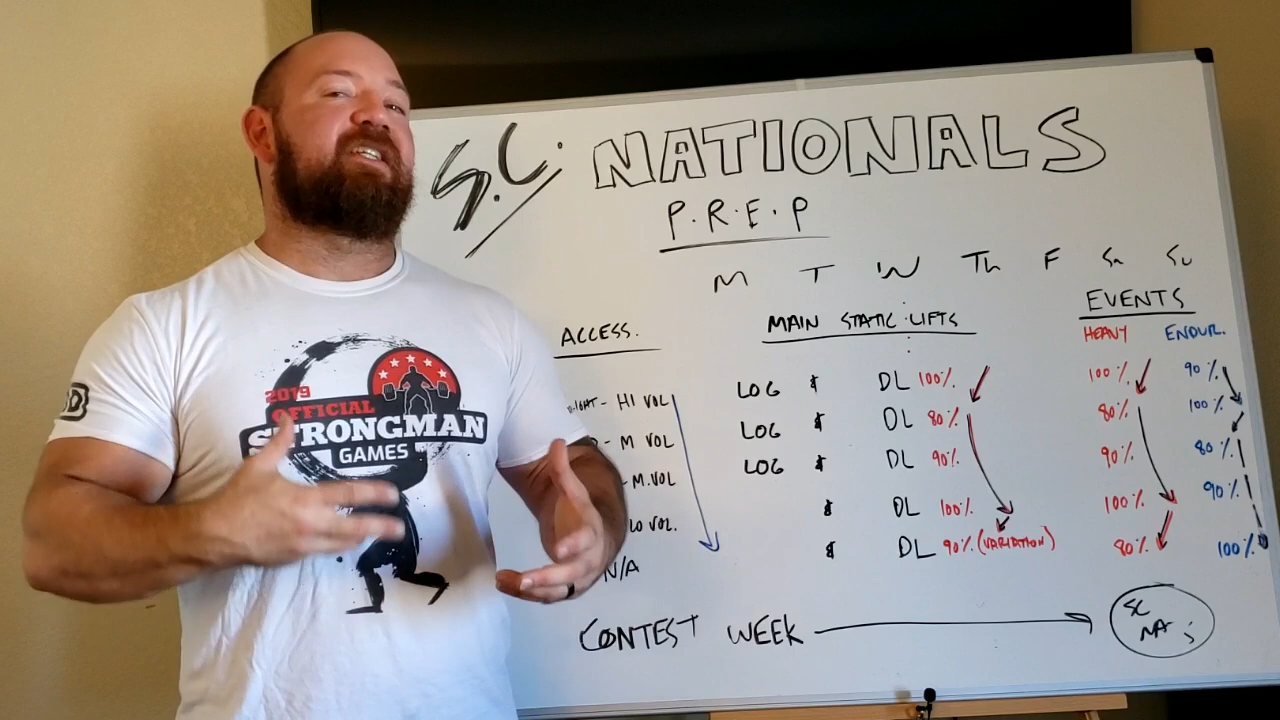 S.C. NATIONALS
P.R.E.P
M T W Th F Sa Su
ACCESS. MAIN STATIC LIFTS EVENTS
HEAVY ENDUR.
- HI VOL LOG $ DL 100% 100% 90%
- M VOL LOG $ DL 80% 80% 100%
- M.VOL LOG $ DL 90% 90% 80%
LO VOL. $ DL 100% 100% 90%
N/A $ DL 90% (VARIATION) 80% 100%
CONTEST WEEK
SC
2019
OFFICIAL
STRONGMAN
GAMES